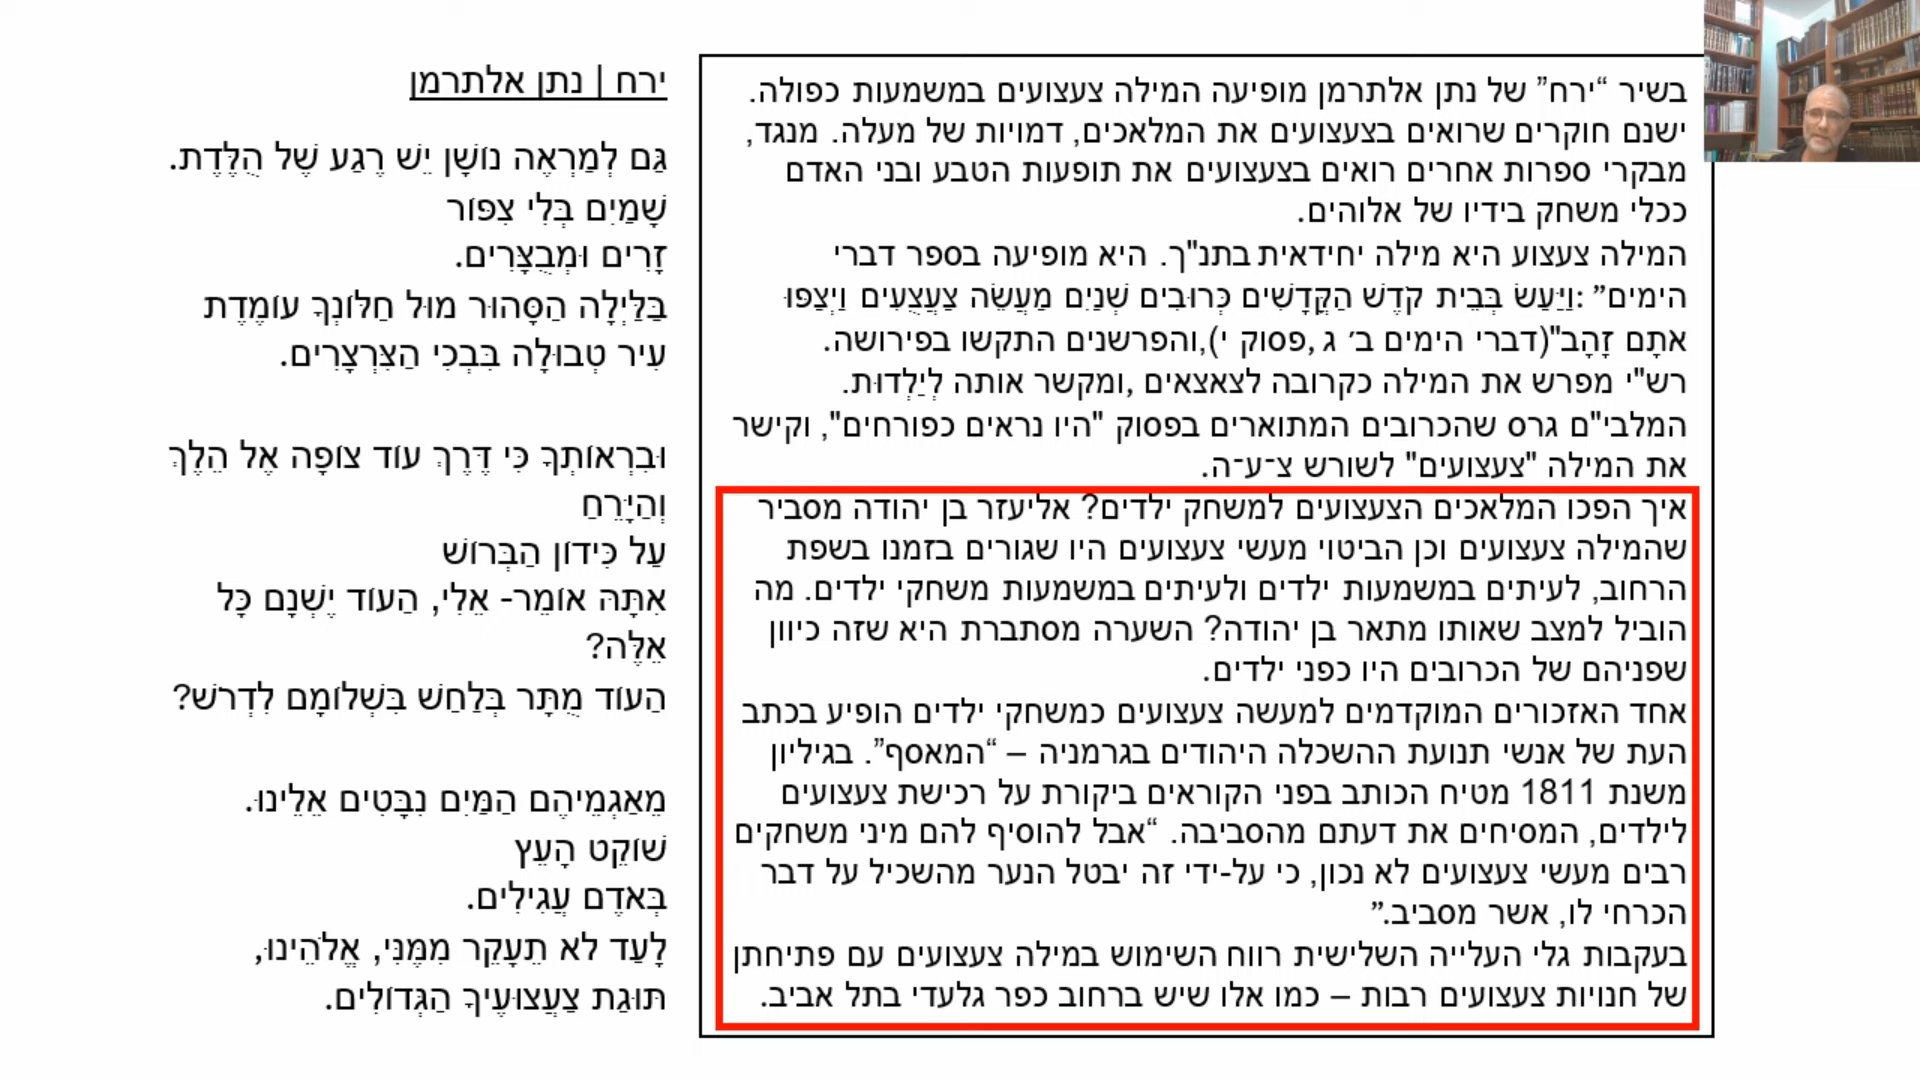 בשיר “ירח” של נתן אלתרמן מופיעה המילה צעצועים במשמעות כפולה.
ישנם חוקרים שרואים בצעצועים את המלאכים, דמויות של מעלה. מנגד,
מבקרי ספרות אחרים רואים בצעצועים את תופעות הטבע ובני האדם
ככלי משחק בידיו של אלוהים.
המילה צעצוע היא מילה יחידאית בתנ"ך. היא מופיעה בספר דברי
הימים” :וַיַּעַשׂ בְּבֵית קֹדֶשׁ הַקֳּדָשִׁים כְּרוּבִים שְׁנַיִם מַעֲשֵׂה צַעֲצֻעִים וַיְצַפּוּ
אֹתָם זָהָב"(דברי הימים ב׳ ג ,פסוק י),והפרשנים התקשו בפירושה.
רש"י מפרש את המילה כקרובה לצאצאים ,ומקשר אותה לְיַלְדוּת.
המלבי"ם גרס שהכרובים המתוארים בפסוק "היו נראים כפורחים", וקישר
את המילה "צעצועים" לשורש צ־ע־ה.
איך הפכו המלאכים הצעצועים למשחק ילדים? אליעזר בן יהודה מסביר
שהמילה צעצועים וכן הביטוי מעשי צעצועים היו שגורים בזמנו בשפת
הרחוב, לעיתים במשמעות ילדים ולעיתים במשמעות משחקי ילדים. מה
הוביל למצב שאותו מתאר בן יהודה? השערה מסתברת היא שזה כיוון
שפניהם של הכרובים היו כפני ילדים.
אחד האזכורים המוקדמים למעשה צעצועים כמשחקי ילדים הופיע בכתב
העת של אנשי תנועת ההשכלה היהודים בגרמניה – “המאסף”. בגיליון
משנת 1811 מטיח הכותב בפני הקוראים ביקורת על רכישת צעצועים
לילדים, המסיחים את דעתם מהסביבה. “אבל להוסיף להם מיני משחקים
רבים מעשי צעצועים לא נכון, כי על-ידי זה יבטל הנער מהשכיל על דבר
הכרחי לו, אשר מסביב.”
בעקבות גלי העלייה השלישית רווח השימוש במילה צעצועים עם פתיחתן
של חנויות צעצועים רבות – כמו אלו שיש ברחוב כפר גלעדי בתל אביב.
ירח | נתן אלתרמן
גַּם לְמַרְאֶה נוֹשָׁן יֵשׁ רֶגַע שֶׁל הֻלֶּדֶת.
שָׁמַיִם בְּלִי צִפּוֹר
זָרִים וּמְבֻצָּרִים.
בַּלַּיְלָה הַסָּהוּר מוּל חַלּוֹנְךָ עוֹמֶדֶת
עִיר טְבוּלָה בִּבְכִי הַצִּרְצָרִים.
וּבִרְאוֹתְךָ כִּי דֶּרֶךְ עוֹד צוֹפָה אֶל הֵלֶךְ
וְהַיָּרֵחַ
עַל כִּידוֹן הַבְּרוֹשׁ
אַתָּה אוֹמֵר- אֵלִי, הַעוֹד יֶשְׁנָם כָּל
אֵלֶּה?
הַעוֹד מֻתָּר בְּלַחַשׁ בִּשְׁלוֹמָם לִדְרֹשׁ?
מֵאַגְמֵיהֶם הַמַּיִם נִבָּטִים אֵלֵינוּ.
שׁוֹקֵט הָעֵץ
בְּאֹדֶם עֲגִילִים.
לָעַד לֹא תֵעָקֵר מִמֶּנִּי, אֱלֹהֵינוּ,
תּוּגַת צַעֲצוּעֶיךָ הַגְּדוֹלִים.